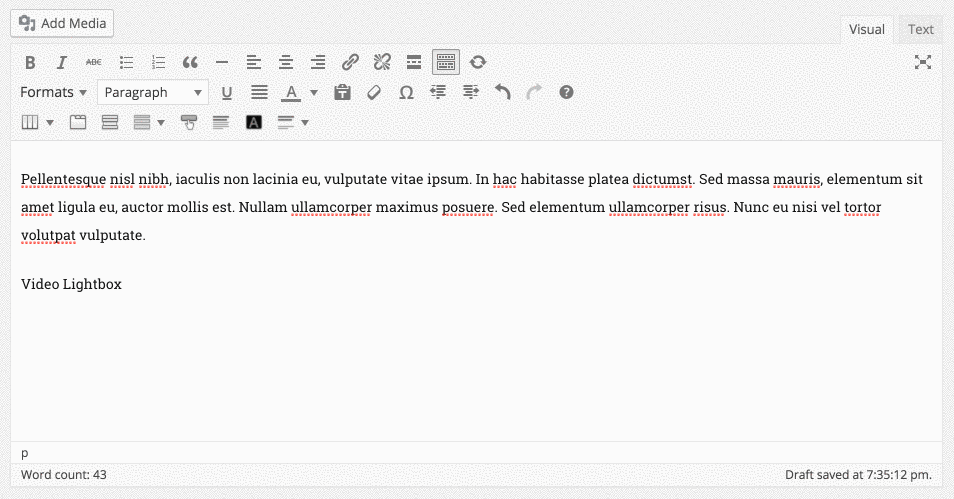 Add Media
Visual Text
B I ABC
Formats Paragraph U A T Ω ?
A
Pellentesque nisl nibh, iaculis non lacinia eu, vulputate vitae ipsum. In hac habitasse platea dictumst. Sed massa mauris, elementum sit
amet ligula eu, auctor mollis est. Nullam ullamcorper maximus posuere. Sed elementum ullamcorper risus. Nunc eu nisi vel tortor
volutpat vulputate.
Video Lightbox
p
Word count: 43 Draft saved at 7:35:12 pm.